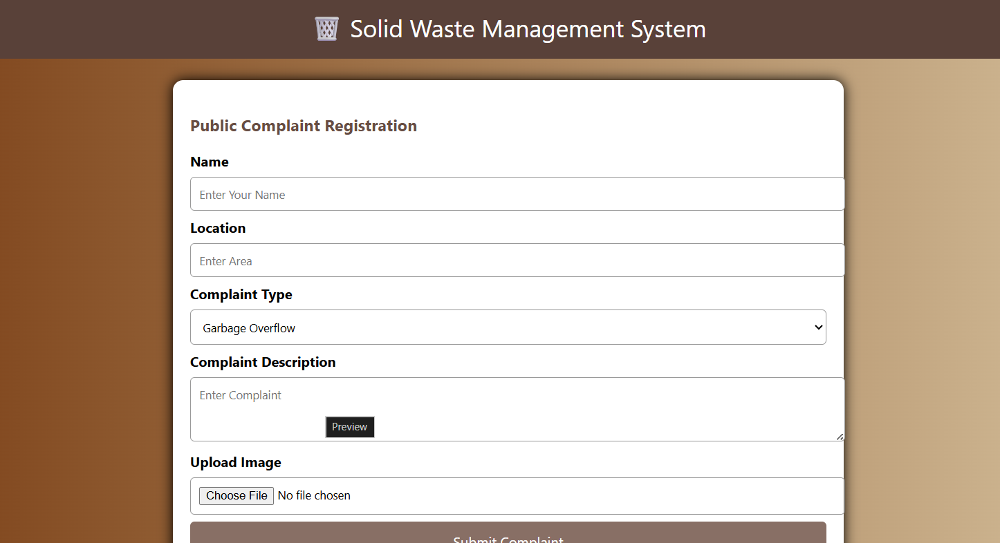 Solid Waste Management System
Public Complaint Registration
Name
Enter Your Name
Location
Enter Area
Complaint Type
Garbage Overflow
Complaint Description
Enter Complaint
Preview
Upload Image
Choose File No file chosen
Submit Complaint